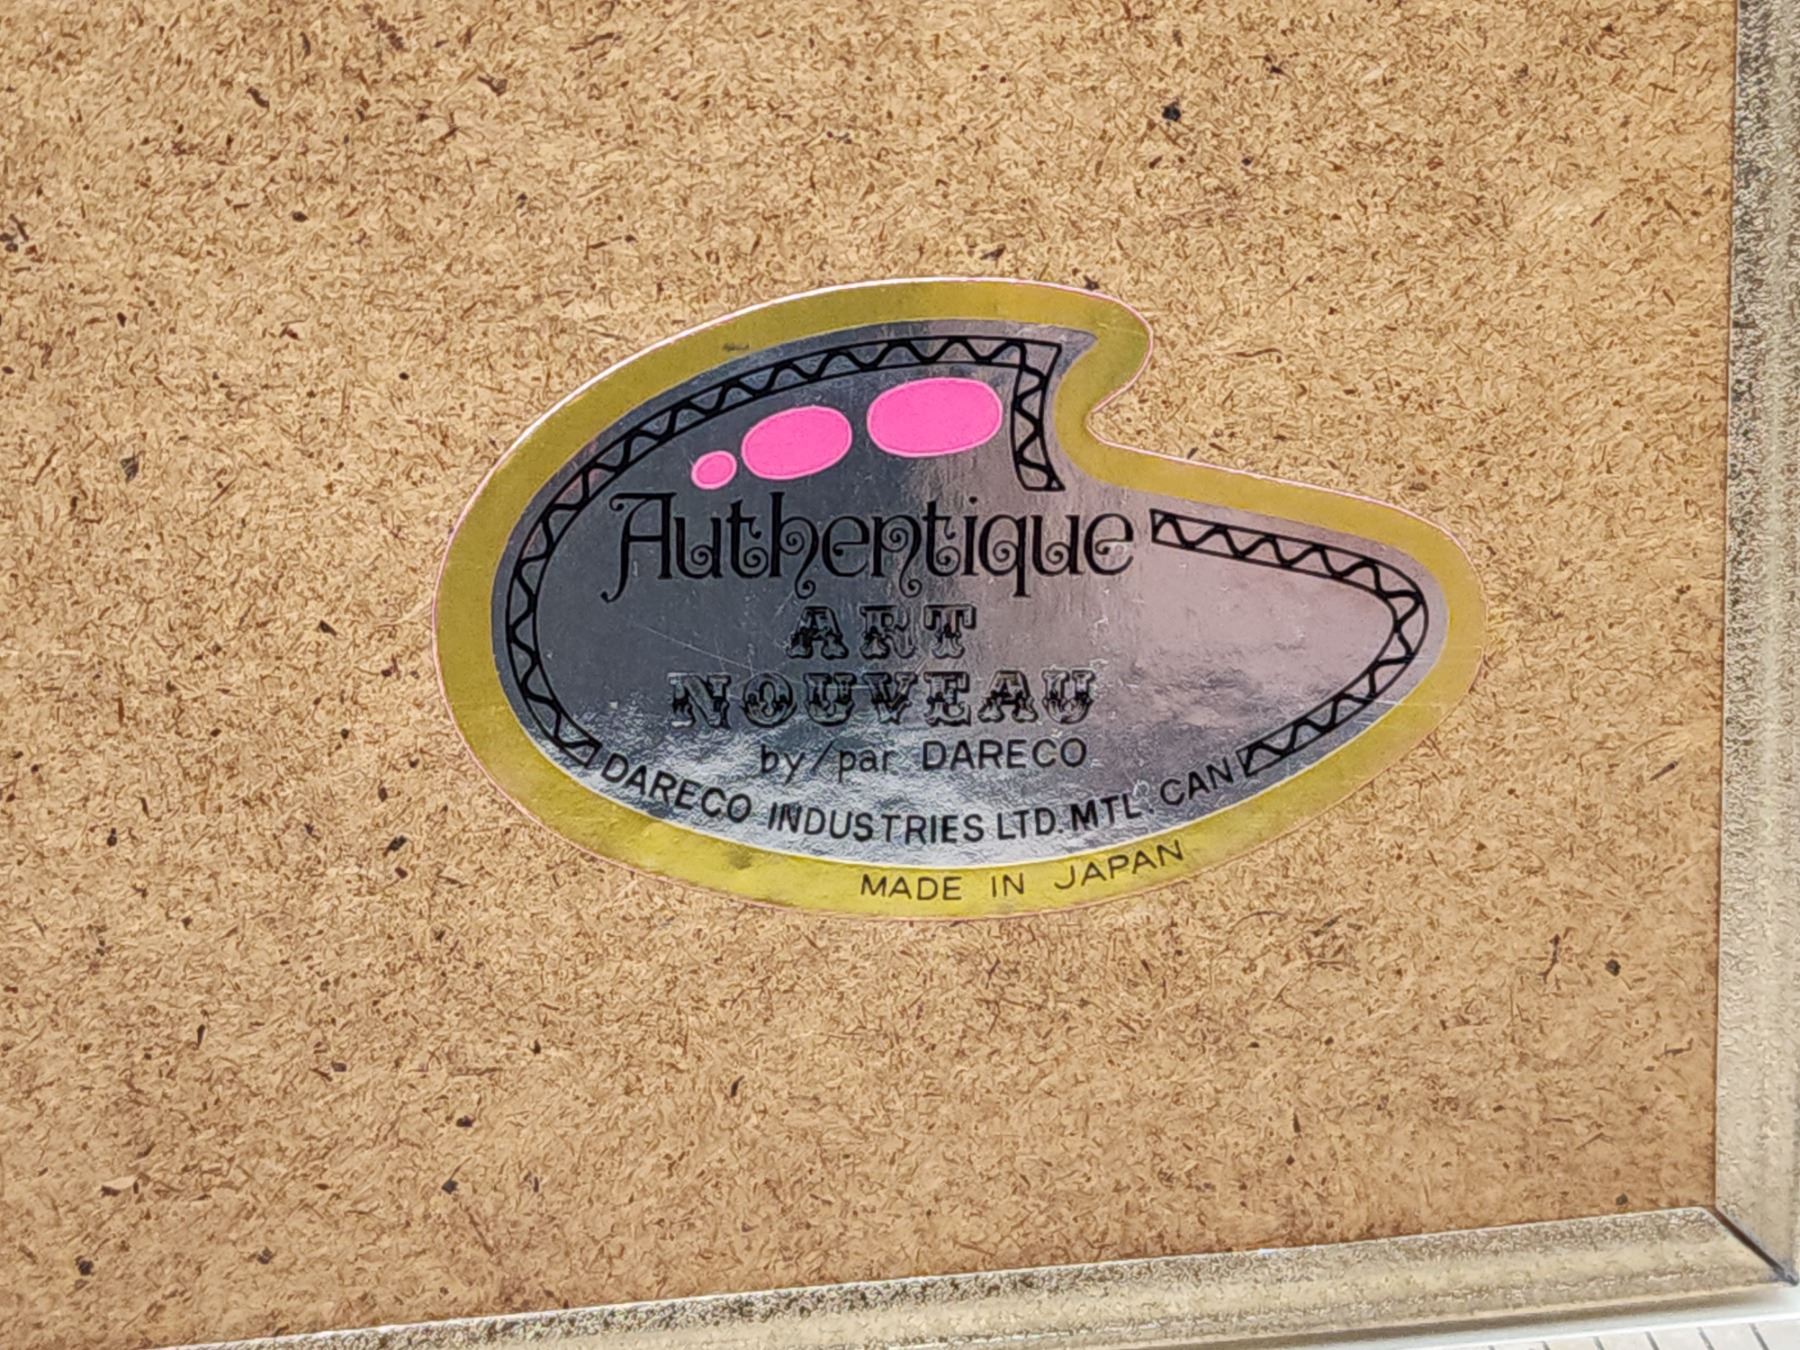 Authentique
ART
NOUVEAU
by/par DARECO
DARECO INDUSTRIES LTD. MTL. CAN
MADE IN JAPAN